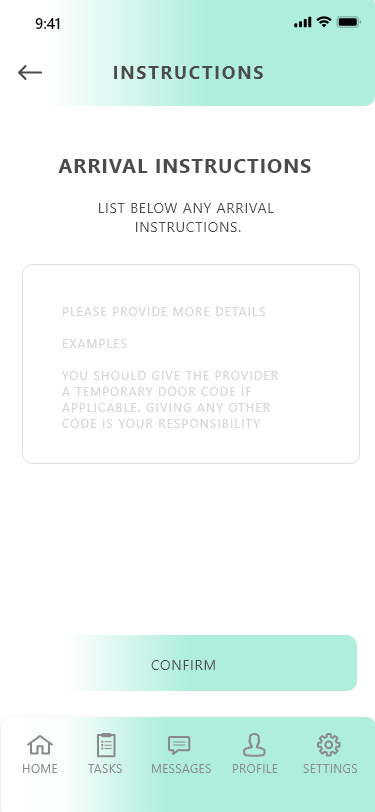 9:41
INSTRUCTIONS
ARRIVAL INSTRUCTIONS
LIST BELOW ANY ARRIVAL
INSTRUCTIONS.
PLEASE PROVIDE MORE DETAILS
EXAMPLES
YOU SHOULD GIVE THE PROVIDER
A TEMPORARY DOOR CODE IF
APPLICABLE. GIVING ANY OTHER
CODE IS YOUR RESPONSIBILITY
CONFIRM
HOME TASKS MESSAGES PROFILE SETTINGS